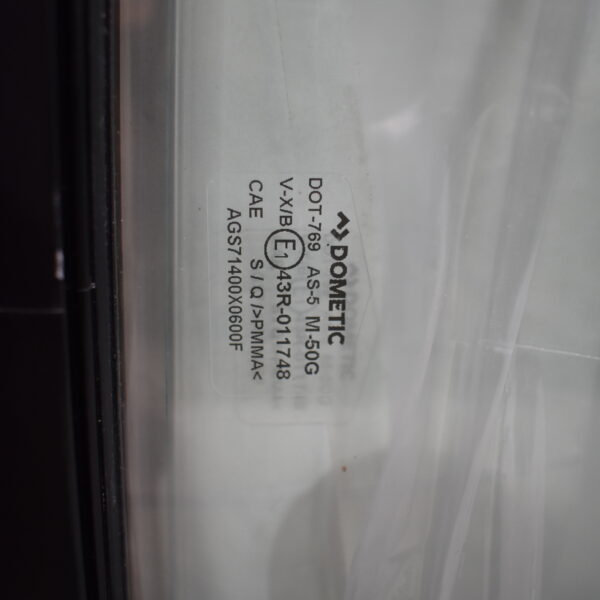 DOMETIC
DOT-769 AS-5 M-50G
V-X/B E1 43R-011748
CAE S / Q />PMMA<
AGS71400X0600F